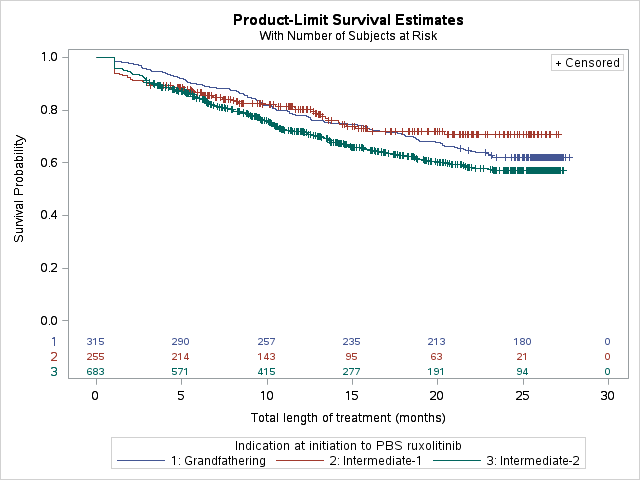 Product-Limit Survival Estimates
With Number of Subjects at Risk
+ Censored
Survival Probability
1.0
0.8
0.6
0.4
0.2
0.0
1 315 290 257 235 213 180 0
2 255 214 143 95 63 21 0
3 683 571 415 277 191 94 0
0 5 10 15 20 25 30
Total length of treatment (months)
Indication at initiation to PBS ruxolitinib
1: Grandfathering 2: Intermediate-1 3: Intermediate-2